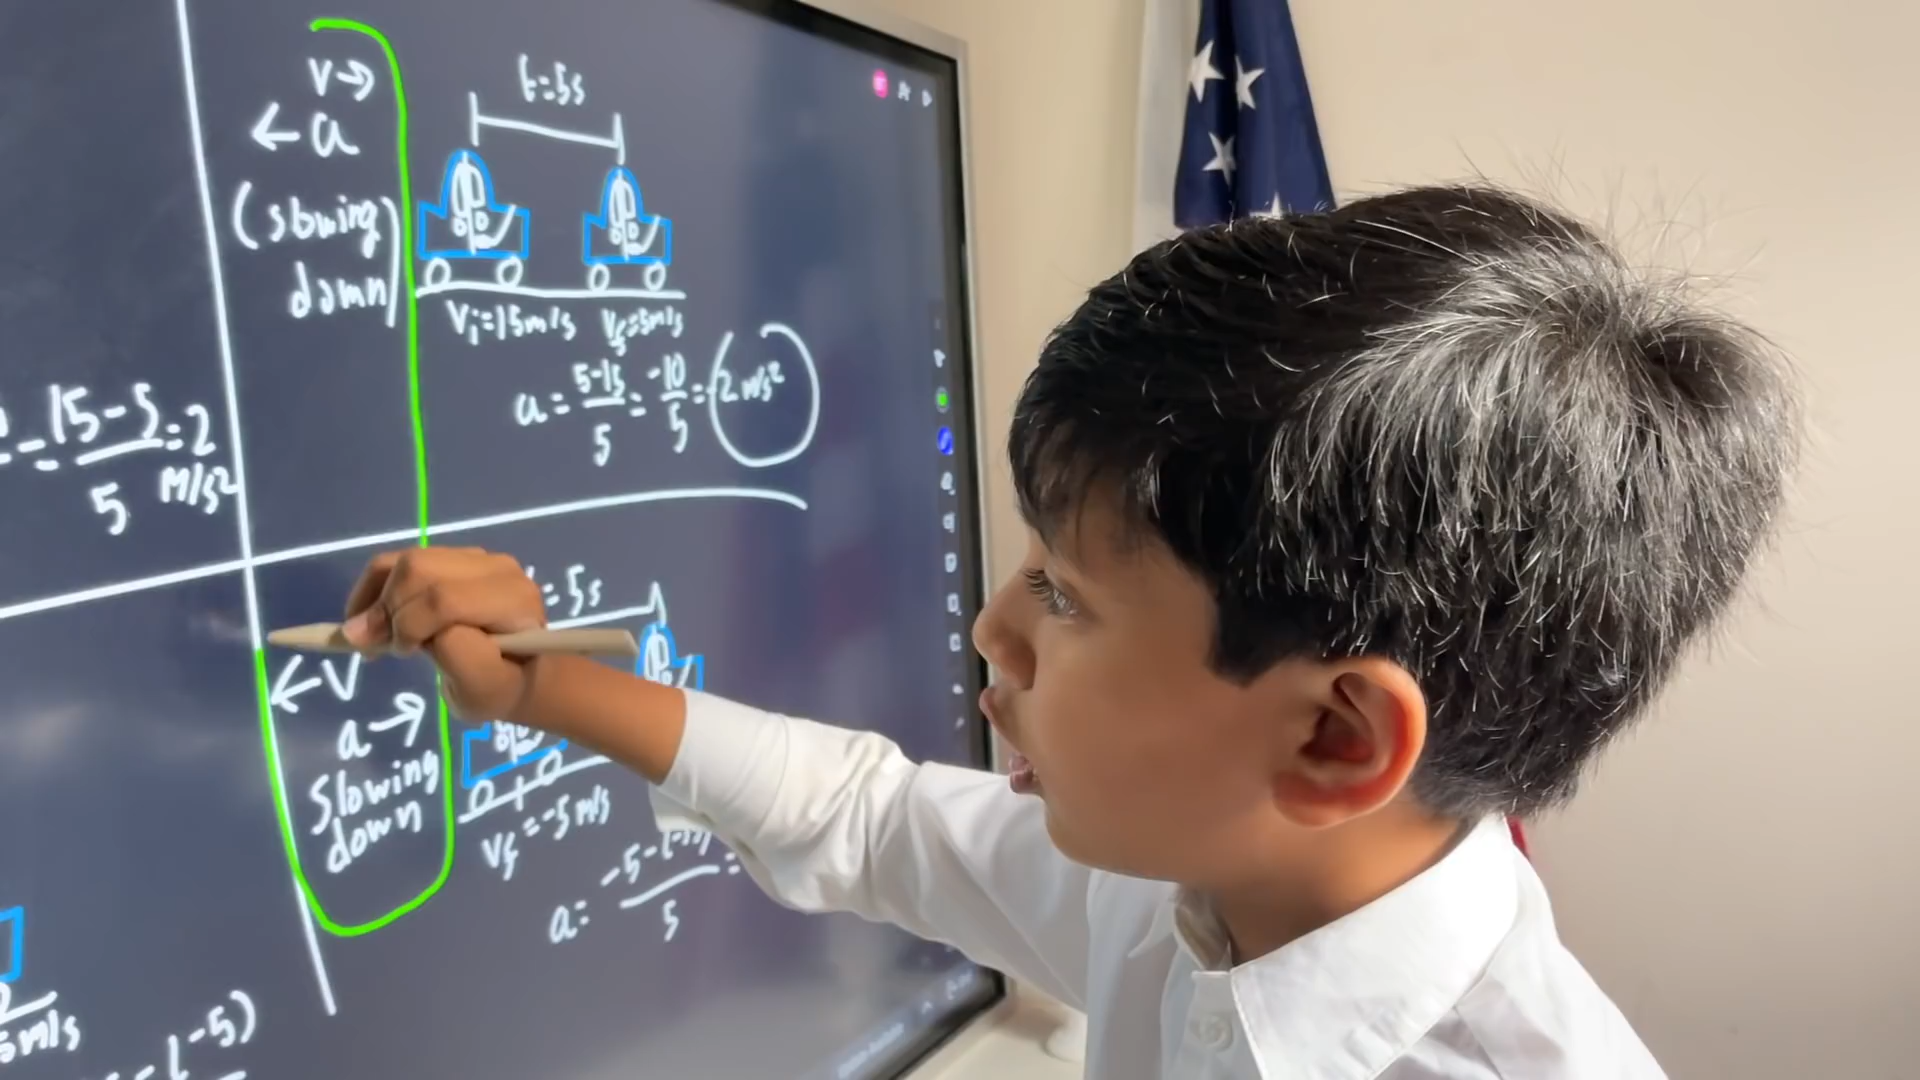 v→
←a
(slowing
down)
t=5s
Vi=15m/s Vf=5m/s
a=5-15/5=-10/5=-2 m/s²
=15-5/5=2
M/s²
=5s
←V
a→
Slowing
down
Vf=-5m/s
a=-5-(-15)/5=
5m/s
-(-5)